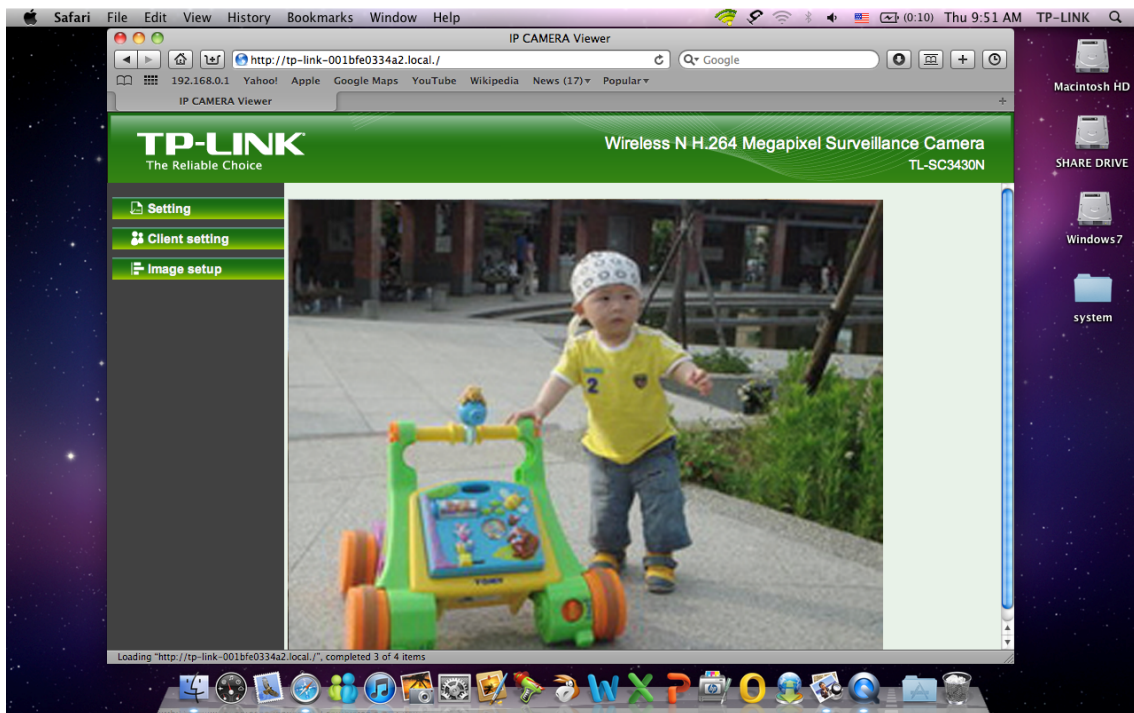 Safari File Edit View History Bookmarks Window Help (0:10) Thu 9:51 AM TP-LINK
IP CAMERA Viewer
http://tp-link-001bfe0334a2.local./ Google
192.168.0.1 Yahoo! Apple Google Maps YouTube Wikipedia News (17) Popular
IP CAMERA Viewer
TP-LINK
The Reliable Choice
Wireless N H.264 Megapixel Surveillance Camera
TL-SC3430N
Setting
Client setting
Image setup
2
TOMY
Loading "http://tp-link-001bfe0334a2.local./", completed 3 of 4 items
Macintosh HD
SHARE DRIVE
Windows7
system